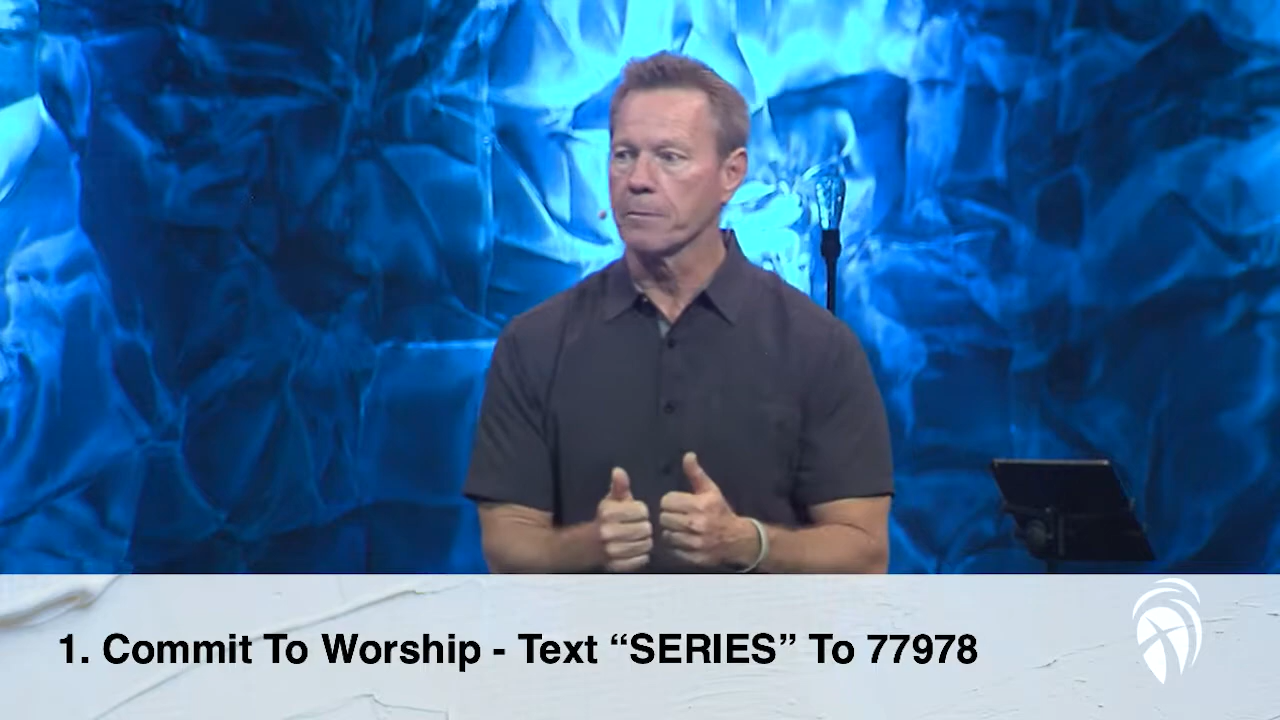 1. Commit To Worship - Text “SERIES” To 77978